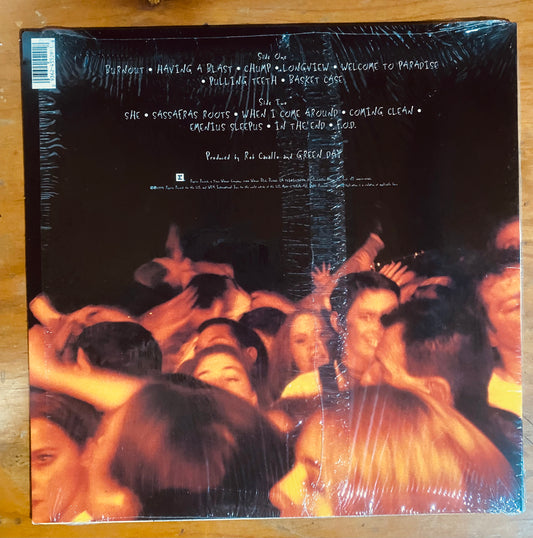 Side One
BURNOUT • HAVING A BLAST • CHUMP • LONGVIEW • WELCOME TO PARADISE
• PULLING TEETH • BASKET CASE
Side Two
SHE • SASSAFRAS ROOTS • WHEN I COME AROUND • COMING CLEAN •
EMENIUS SLEEPUS • IN THE END • F.O.D.
Produced by Rob Cavallo and GREEN DAY